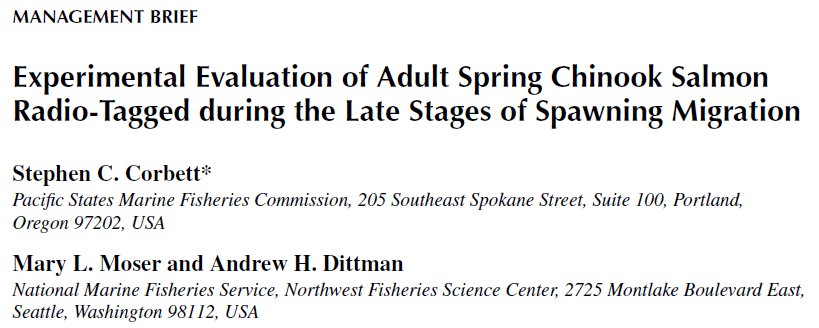 MANAGEMENT BRIEF
Experimental Evaluation of Adult Spring Chinook Salmon
Radio-Tagged during the Late Stages of Spawning Migration
Stephen C. Corbett*
Pacific States Marine Fisheries Commission, 205 Southeast Spokane Street, Suite 100, Portland,
Oregon 97202, USA
Mary L. Moser and Andrew H. Dittman
National Marine Fisheries Service, Northwest Fisheries Science Center, 2725 Montlake Boulevard East,
Seattle, Washington 98112, USA